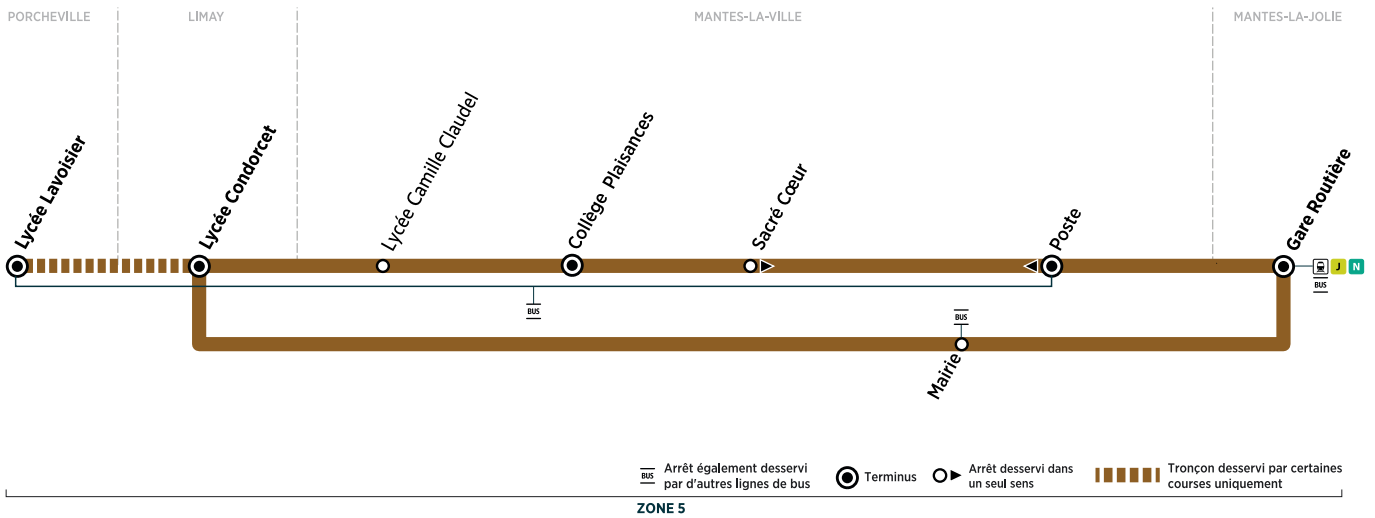 PORCHEVILLE
LIMAY
MANTES-LA-VILLE
MANTES-LA-JOLIE
Lycée Lavoisier
Lycée Condorcet
Lycée Camille Claudel
Collège Plaisances
Sacré Cœur
Poste
Gare Routière
J
N
BUS
BUS
BUS
Mairie
BUS
Arrêt également desservi
par d'autres lignes de bus
Terminus
Arrêt desservi dans
un seul sens
Tronçon desservi par certaines
courses uniquement
ZONE 5